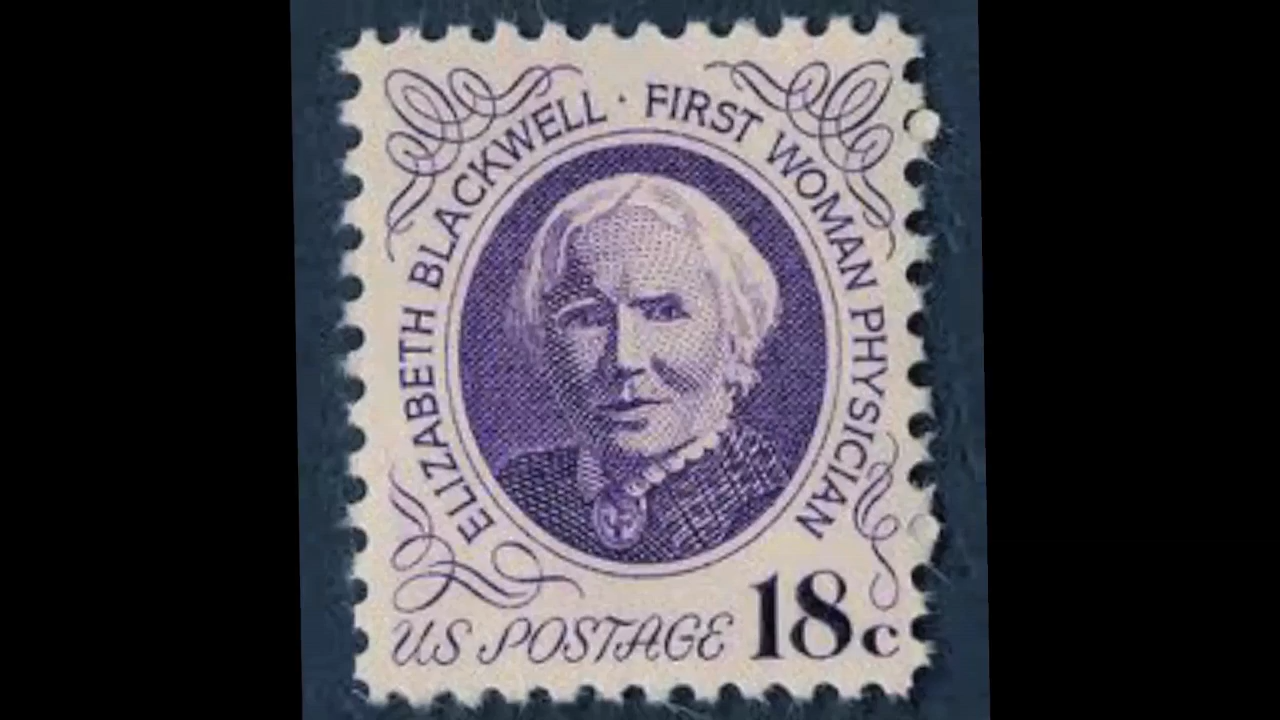 ELIZABETH BLACKWELL · FIRST WOMAN PHYSICIAN
US POSTAGE 18c